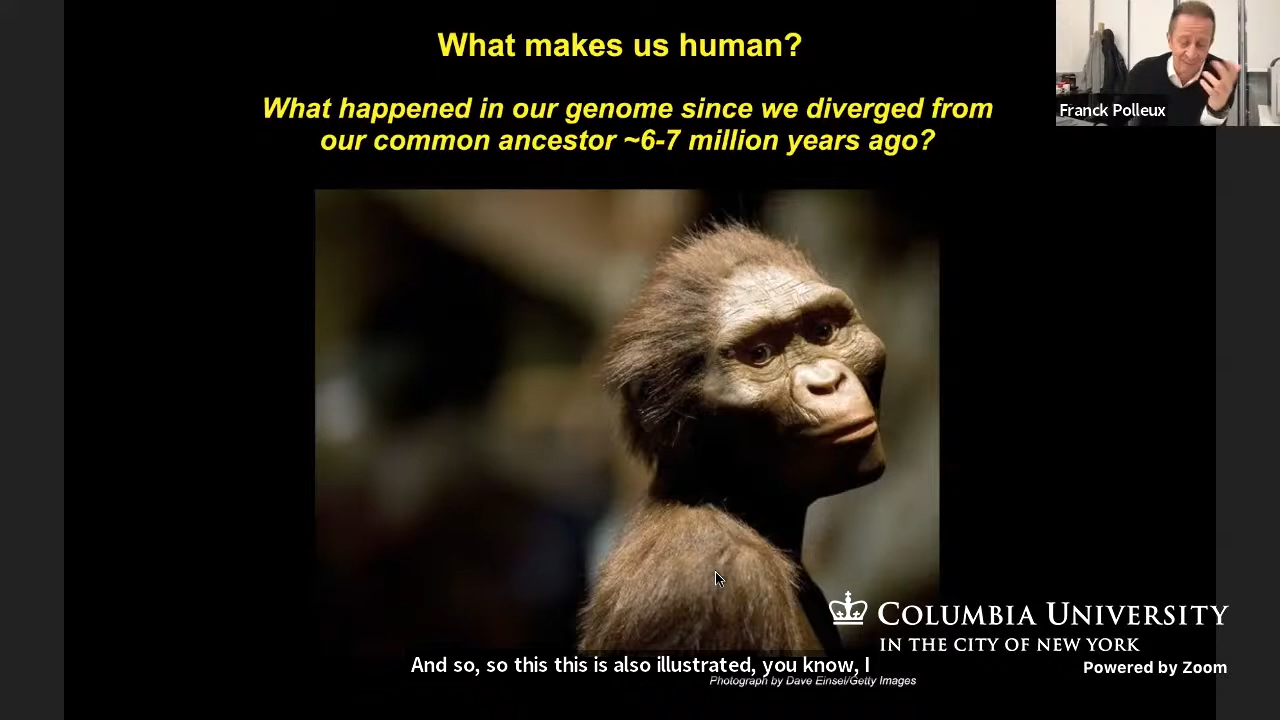 What makes us human?
What happened in our genome since we diverged from
our common ancestor ~6-7 million years ago?
Franck Polleux
COLUMBIA UNIVERSITY
IN THE CITY OF NEW YORK
And so, so this this is also illustrated, you know, I
Powered by Zoom
Photograph by Dave Einsel/Getty Images